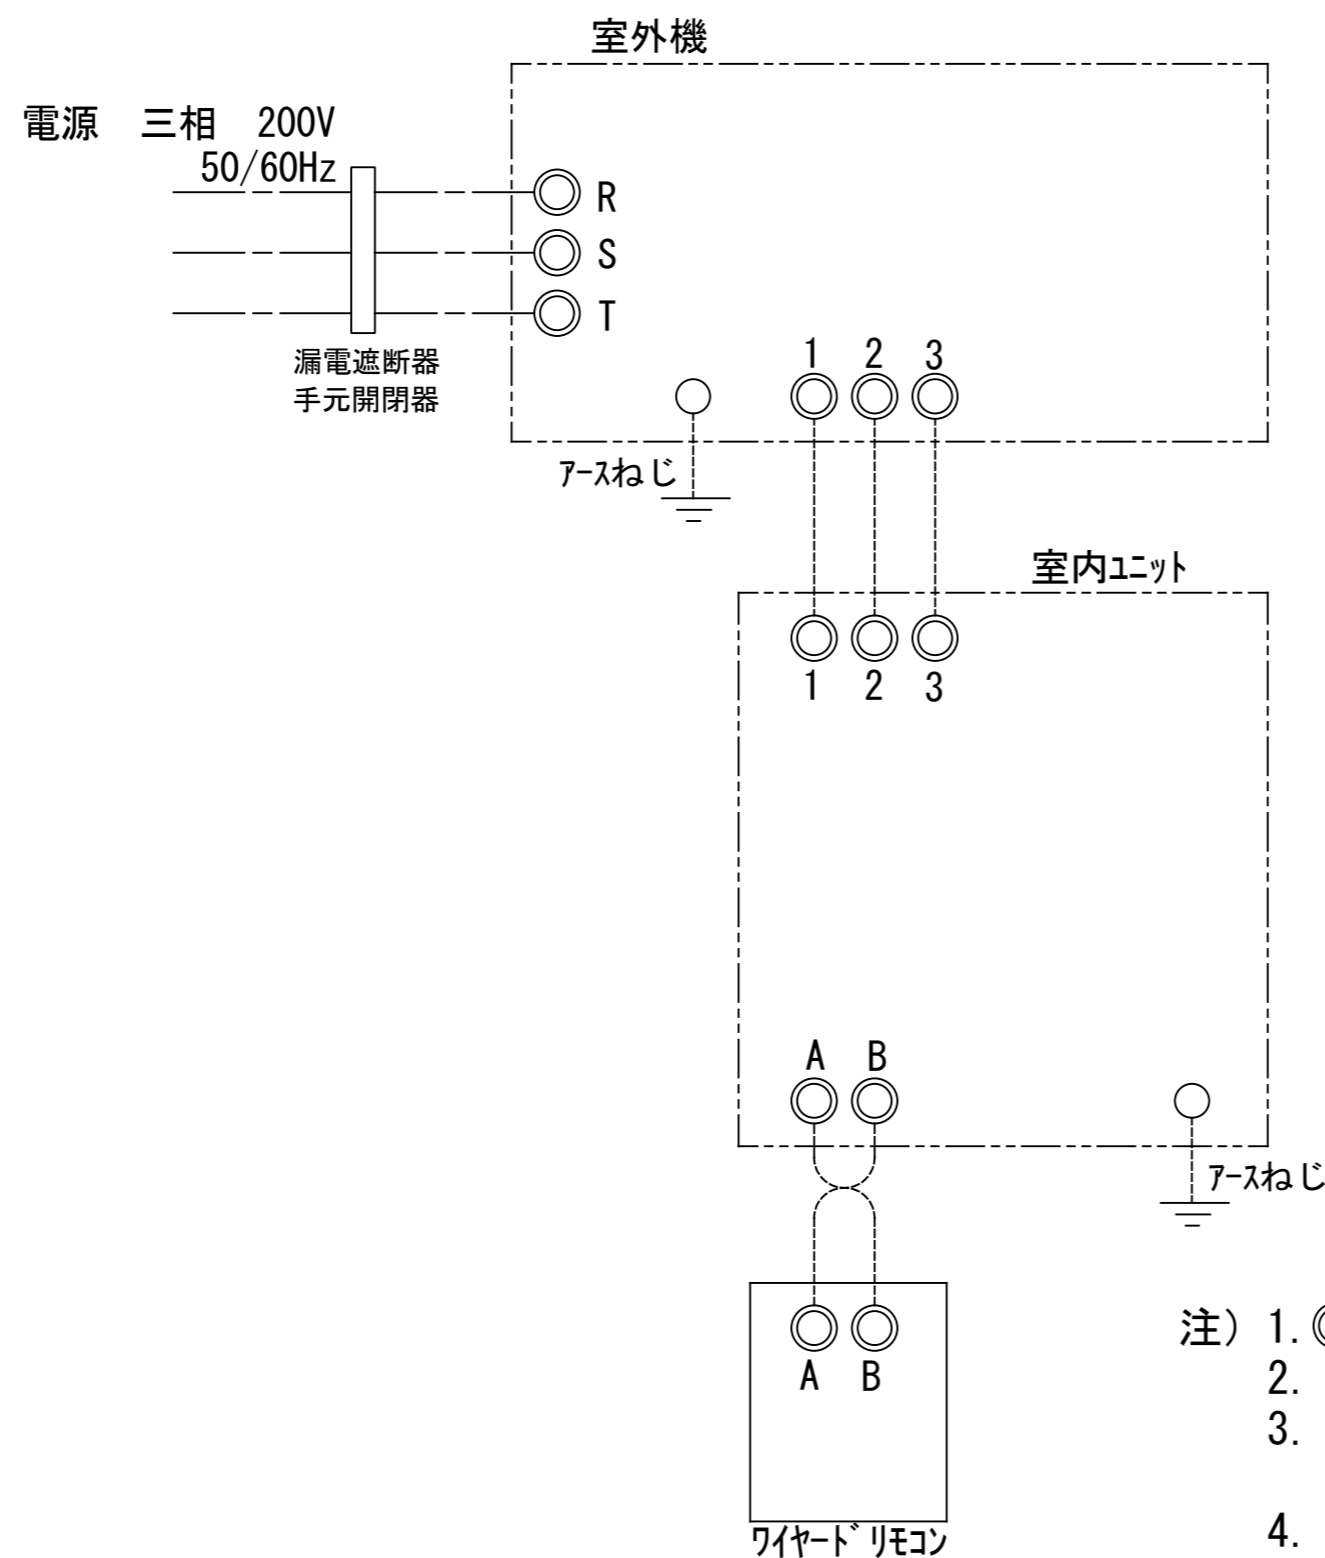 室外機
電源　三相　200V
50/60Hz
R
S
T
漏電遮断器
手元開閉器
1 2 3
ｱｰｽねじ
室内ﾕﾆｯﾄ
1 2 3
A B
ｱｰｽねじ
A B
ﾜｲﾔｰﾄﾞﾘﾓｺﾝ
注) 1. ◎
2.
3.
4.